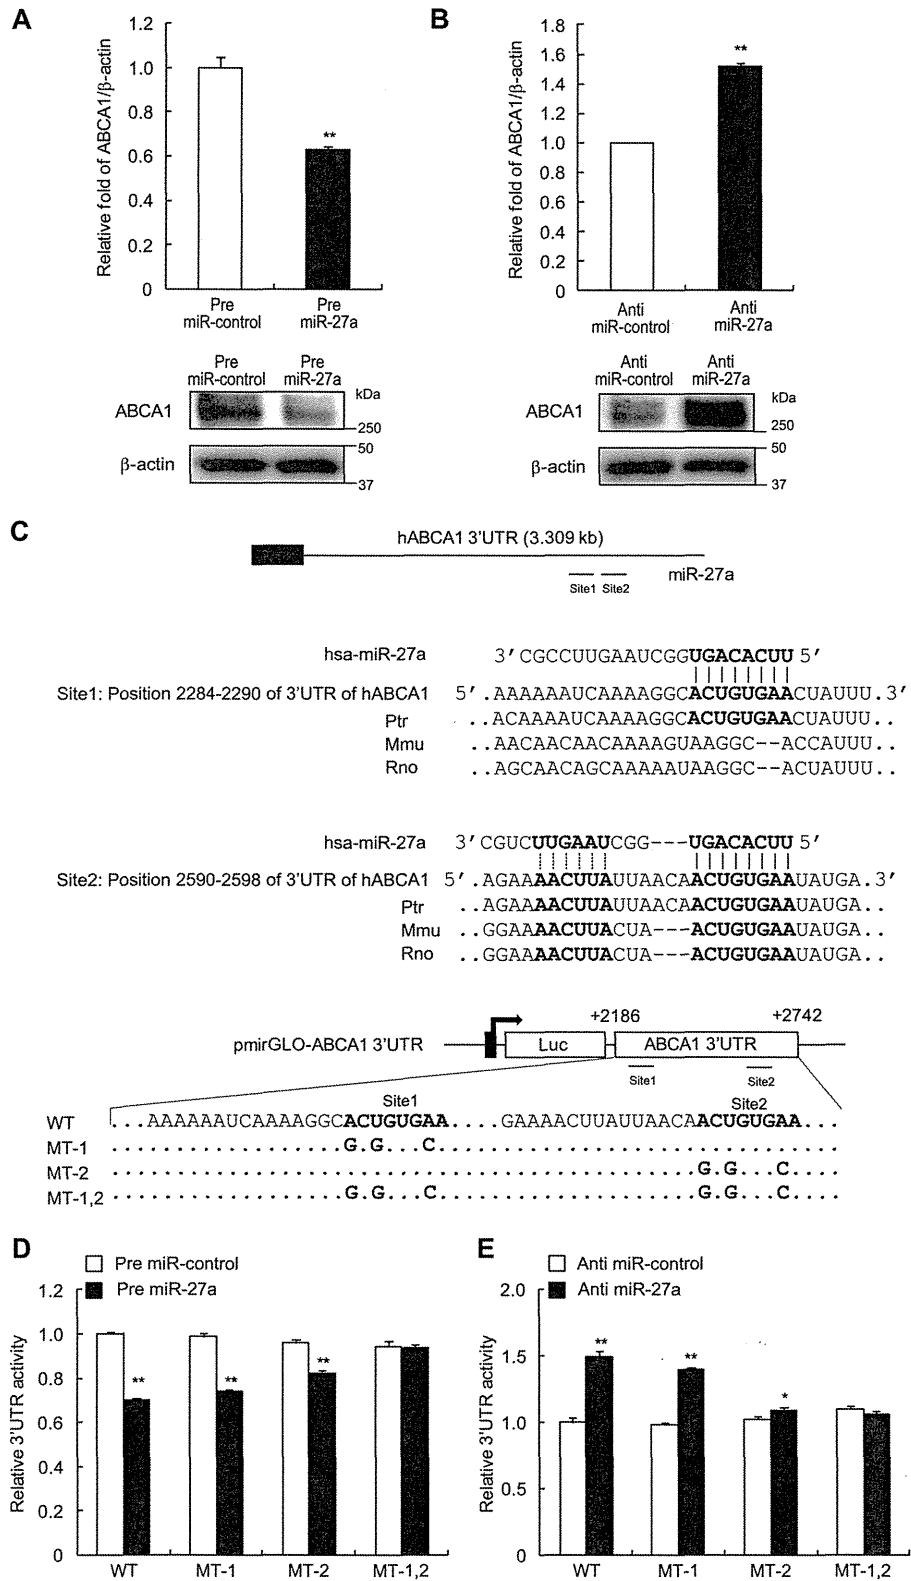 A
Relative fold of ABCA1/β-actin
1.2
1.0
0.8
0.6
0.4
0.2
0
**
Pre miR-control
Pre miR-27a
Pre miR-control
Pre miR-27a
kDa
ABCA1
250
50
β-actin
37
B
Relative fold of ABCA1/β-actin
1.8
1.6
1.4
1.2
1.0
0.8
0.6
0.4
0.2
0
**
Anti miR-control
Anti miR-27a
Anti miR-control
Anti miR-27a
kDa
ABCA1
250
50
β-actin
37
C
hABCA1 3'UTR (3.309 kb)
miR-27a
Site1 Site2
hsa-miR-27a 3'CGCCUUGAAUCGGUGACACUU 5'
Site1: Position 2284-2290 of 3'UTR of hABCA1 5'.AAAAAAUCAAAAGGCACUGUGAACUAUUU.3'
Ptr ..ACAAAAUCAAAAGGCACUGUGAACUAUUU..
Mmu ..AACAACAACAAAAGUAAGGC--ACCAUUU..
Rno ..AGCAACAGCAAAAAUAAGGC--ACUAUUU..
hsa-miR-27a 3'CGUCUUGAAUCGG---UGACACUU 5'
Site2: Position 2590-2598 of 3'UTR of hABCA1 5'.AGAAAACUUAUUAACAACUGUGAAUAUGA.3'
Ptr ..AGAAAACUUAUUAACAACUGUGAAUAUGA..
Mmu ..GGAAAACUUACUA---ACUGUGAAUAUGA..
Rno ..GGAAAACUUACUA---ACUGUGAAUAUGA..
+2186 +2742
pmirGLO-ABCA1 3'UTR Luc ABCA1 3'UTR
Site1 Site2
Site1 Site2
WT ...AAAAAAUCAAAAGGCACUGUGAA....GAAAACUUAUUAACAACUGUGAA...
MT-1 G.G...C
MT-2 G.G...C
MT-1,2 G.G...C G.G...C
D
Pre miR-control
Pre miR-27a
Relative 3'UTR activity
1.2
1.0
0.8
0.6
0.4
0.2
0
** ** **
WT MT-1 MT-2 MT-1,2
E
Anti miR-control
Anti miR-27a
Relative 3'UTR activity
2.0
1.5
1.0
0.5
0
** ** *
WT MT-1 MT-2 MT-1,2